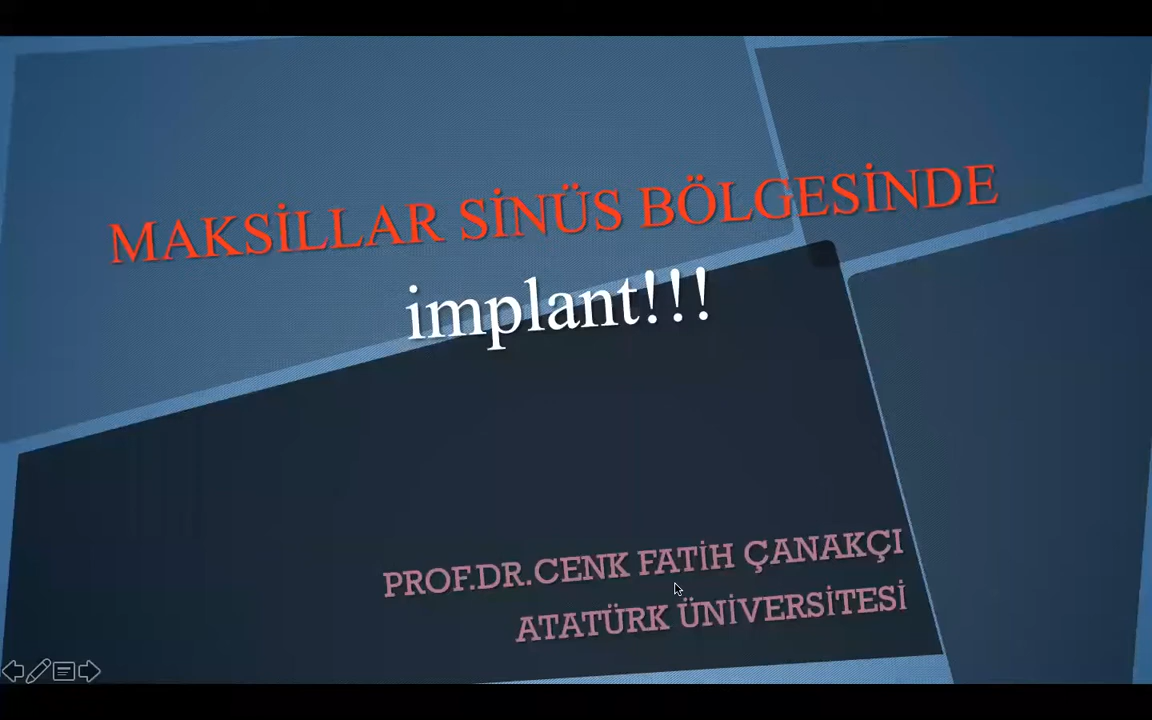 MAKSİLLAR SİNÜS BÖLGESİNDE
implant!!!
PROF.DR.CENK FATİH ÇANAKÇI
ATATÜRK ÜNİVERSİTESİ